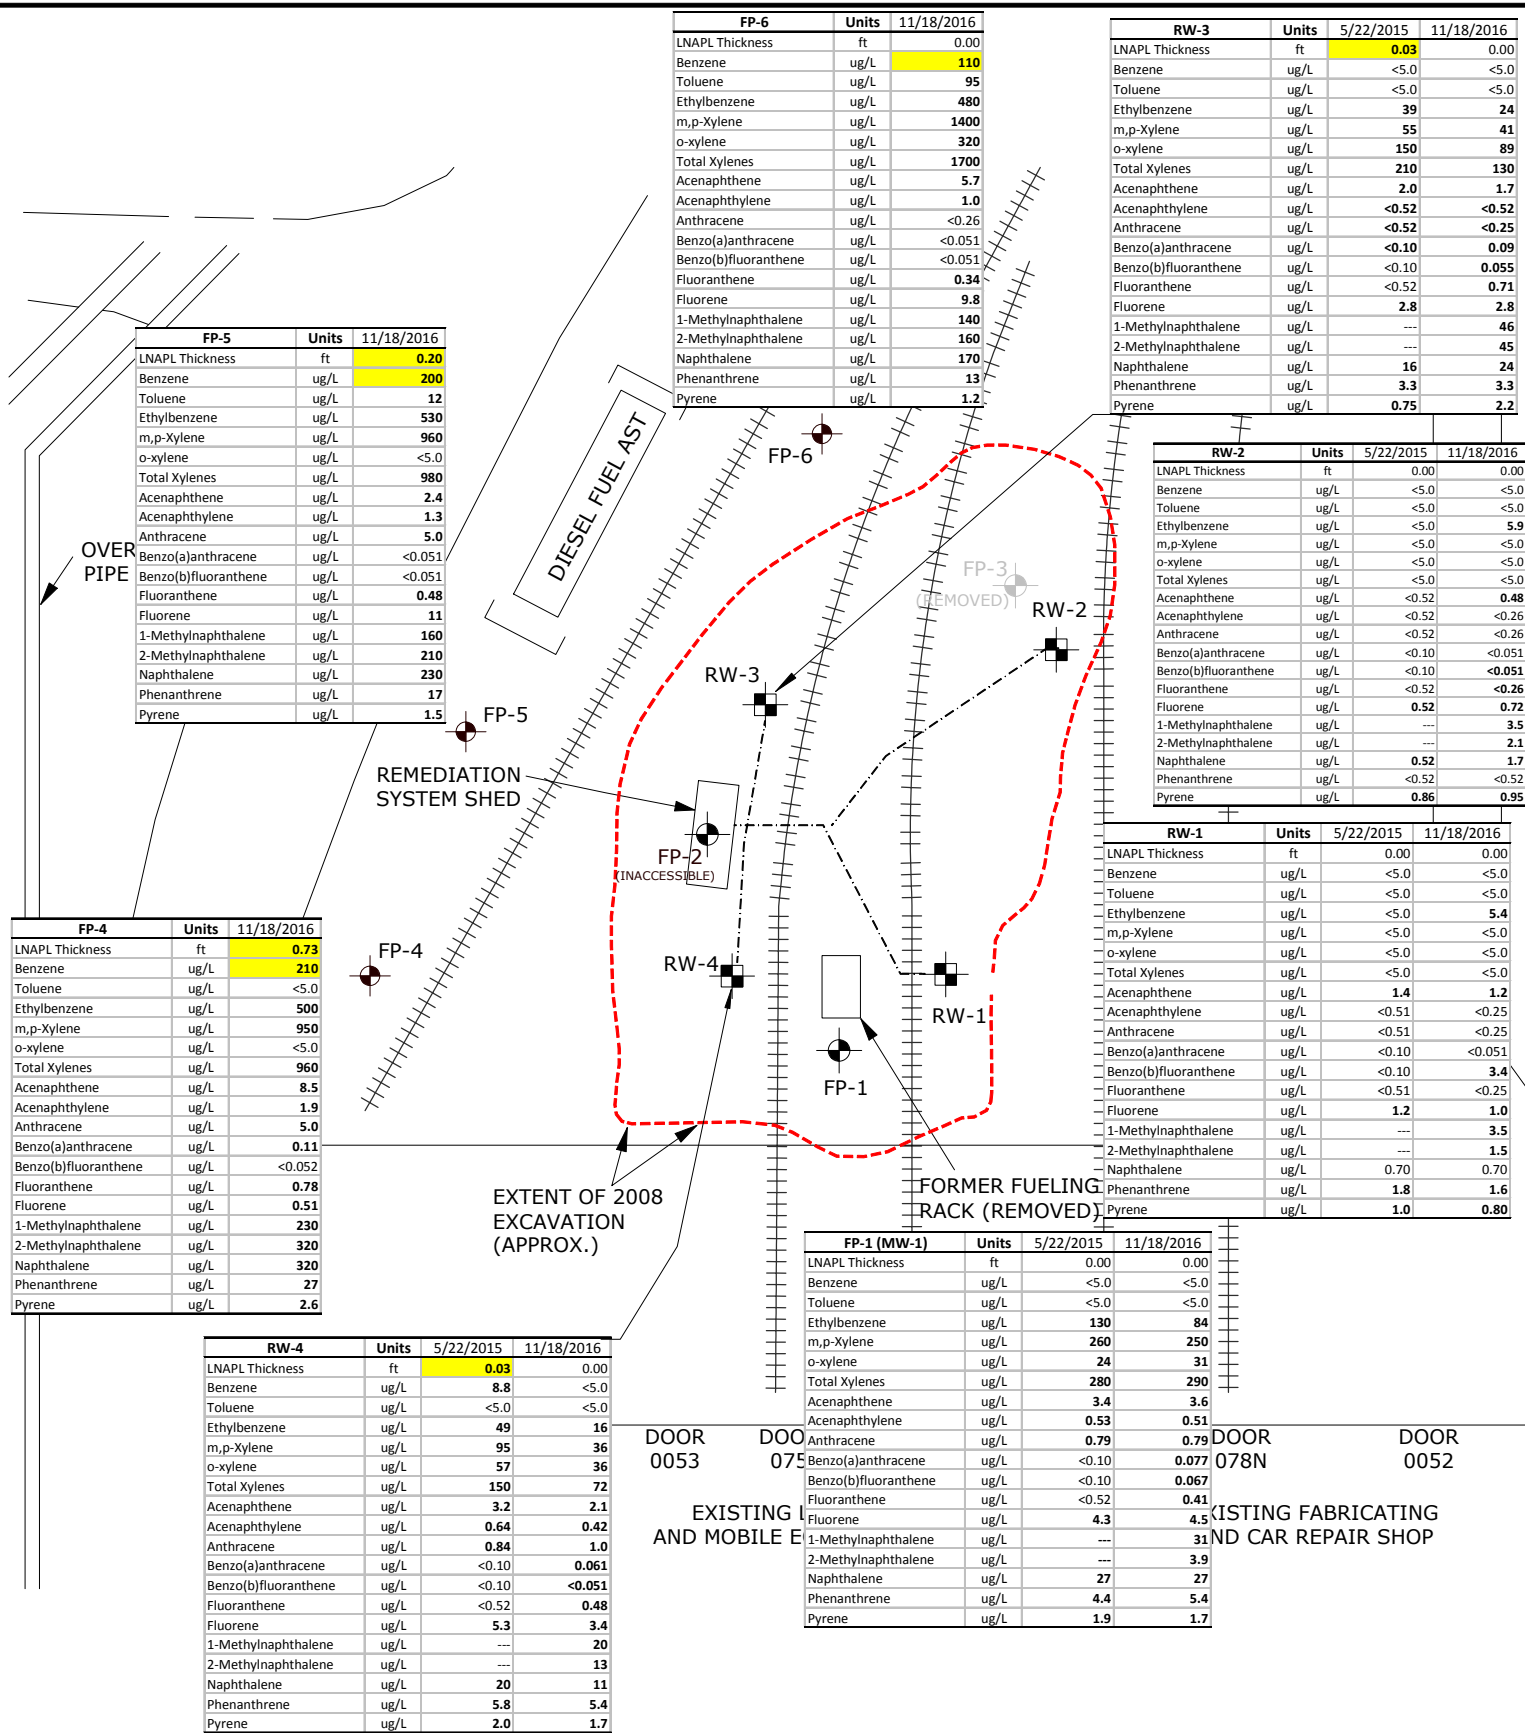 FP-6 Units 11/18/2016
LNAPL Thickness ft 0.00
Benzene ug/L 110
Toluene ug/L 95
Ethylbenzene ug/L 480
m,p-Xylene ug/L 1400
o-xylene ug/L 320
Total Xylenes ug/L 1700
Acenaphthene ug/L 5.7
Acenaphthylene ug/L 1.0
Anthracene ug/L <0.26
Benzo(a)anthracene ug/L <0.051
Benzo(b)fluoranthene ug/L <0.051
Fluoranthene ug/L 0.34
Fluorene ug/L 9.8
1-Methylnaphthalene ug/L 140
2-Methylnaphthalene ug/L 160
Naphthalene ug/L 170
Phenanthrene ug/L 13
Pyrene ug/L 1.2
RW-3 Units 5/22/2015 11/18/2016
LNAPL Thickness ft 0.03 0.00
Benzene ug/L <5.0 <5.0
Toluene ug/L <5.0 <5.0
Ethylbenzene ug/L 39 24
m,p-Xylene ug/L 55 41
o-xylene ug/L 150 89
Total Xylenes ug/L 210 130
Acenaphthene ug/L 2.0 1.7
Acenaphthylene ug/L <0.52 <0.52
Anthracene ug/L <0.52 <0.25
Benzo(a)anthracene ug/L <0.10 0.09
Benzo(b)fluoranthene ug/L <0.10 0.055
Fluoranthene ug/L <0.52 0.71
Fluorene ug/L 2.8 2.8
1-Methylnaphthalene ug/L --- 46
2-Methylnaphthalene ug/L --- 45
Naphthalene ug/L 16 24
Phenanthrene ug/L 3.3 3.3
Pyrene ug/L 0.75 2.2
FP-5 Units 11/18/2016
LNAPL Thickness ft 0.20
Benzene ug/L 200
Toluene ug/L 12
Ethylbenzene ug/L 530
m,p-Xylene ug/L 960
o-xylene ug/L <5.0
Total Xylenes ug/L 980
Acenaphthene ug/L 2.4
Acenaphthylene ug/L 1.3
Anthracene ug/L 5.0
Benzo(a)anthracene ug/L <0.051
Benzo(b)fluoranthene ug/L <0.051
Fluoranthene ug/L 0.48
Fluorene ug/L 11
1-Methylnaphthalene ug/L 160
2-Methylnaphthalene ug/L 210
Naphthalene ug/L 230
Phenanthrene ug/L 17
Pyrene ug/L 1.5
OVER
PIPE
DIESEL FUEL AST
FP-6
FP-3
(REMOVED)
RW-2
RW-3
FP-5
REMEDIATION
SYSTEM SHED
FP-2
(INACCESSIBLE)
FP-4
RW-4
RW-1
FP-1
RW-2 Units 5/22/2015 11/18/2016
LNAPL Thickness ft 0.00 0.00
Benzene ug/L <5.0 <5.0
Toluene ug/L <5.0 <5.0
Ethylbenzene ug/L <5.0 5.9
m,p-Xylene ug/L <5.0 <5.0
o-xylene ug/L <5.0 <5.0
Total Xylenes ug/L <5.0 <5.0
Acenaphthene ug/L <0.52 0.48
Acenaphthylene ug/L <0.52 <0.26
Anthracene ug/L <0.52 <0.26
Benzo(a)anthracene ug/L <0.10 <0.051
Benzo(b)fluoranthene ug/L <0.10 <0.051
Fluoranthene ug/L <0.52 <0.26
Fluorene ug/L 0.52 0.72
1-Methylnaphthalene ug/L --- 3.5
2-Methylnaphthalene ug/L --- 2.1
Naphthalene ug/L 0.52 1.7
Phenanthrene ug/L <0.52 <0.52
Pyrene ug/L 0.86 0.95
RW-1 Units 5/22/2015 11/18/2016
LNAPL Thickness ft 0.00 0.00
Benzene ug/L <5.0 <5.0
Toluene ug/L <5.0 <5.0
Ethylbenzene ug/L <5.0 5.4
m,p-Xylene ug/L <5.0 <5.0
o-xylene ug/L <5.0 <5.0
Total Xylenes ug/L <5.0 <5.0
Acenaphthene ug/L 1.4 1.2
Acenaphthylene ug/L <0.51 <0.25
Anthracene ug/L <0.51 <0.25
Benzo(a)anthracene ug/L <0.10 <0.051
Benzo(b)fluoranthene ug/L <0.10 3.4
Fluoranthene ug/L <0.51 <0.25
Fluorene ug/L 1.2 1.0
1-Methylnaphthalene ug/L --- 3.5
2-Methylnaphthalene ug/L --- 1.5
Naphthalene ug/L 0.70 0.70
Phenanthrene ug/L 1.8 1.6
Pyrene ug/L 1.0 0.80
FP-4 Units 11/18/2016
LNAPL Thickness ft 0.73
Benzene ug/L 210
Toluene ug/L <5.0
Ethylbenzene ug/L 500
m,p-Xylene ug/L 950
o-xylene ug/L <5.0
Total Xylenes ug/L 960
Acenaphthene ug/L 8.5
Acenaphthylene ug/L 1.9
Anthracene ug/L 5.0
Benzo(a)anthracene ug/L 0.11
Benzo(b)fluoranthene ug/L <0.052
Fluoranthene ug/L 0.78
Fluorene ug/L 0.51
1-Methylnaphthalene ug/L 230
2-Methylnaphthalene ug/L 320
Naphthalene ug/L 320
Phenanthrene ug/L 27
Pyrene ug/L 2.6
EXTENT OF 2008
EXCAVATION
(APPROX.)
FORMER FUELING
RACK (REMOVED)
FP-1 (MW-1) Units 5/22/2015 11/18/2016
LNAPL Thickness ft 0.00 0.00
Benzene ug/L <5.0 <5.0
Toluene ug/L <5.0 <5.0
Ethylbenzene ug/L 130 84
m,p-Xylene ug/L 260 250
o-xylene ug/L 24 31
Total Xylenes ug/L 280 290
Acenaphthene ug/L 3.4 3.6
Acenaphthylene ug/L 0.53 0.51
Anthracene ug/L 0.79 0.79
Benzo(a)anthracene ug/L <0.10 0.077
Benzo(b)fluoranthene ug/L <0.10 0.067
Fluoranthene ug/L <0.52 0.41
Fluorene ug/L 4.3 4.5
1-Methylnaphthalene ug/L --- 31
2-Methylnaphthalene ug/L --- 3.9
Naphthalene ug/L 27 27
Phenanthrene ug/L 4.4 5.4
Pyrene ug/L 1.9 1.7
RW-4 Units 5/22/2015 11/18/2016
LNAPL Thickness ft 0.03 0.00
Benzene ug/L 8.8 <5.0
Toluene ug/L <5.0 <5.0
Ethylbenzene ug/L 49 16
m,p-Xylene ug/L 95 36
o-xylene ug/L 57 36
Total Xylenes ug/L 150 72
Acenaphthene ug/L 3.2 2.1
Acenaphthylene ug/L 0.64 0.42
Anthracene ug/L 0.84 1.0
Benzo(a)anthracene ug/L <0.10 0.061
Benzo(b)fluoranthene ug/L <0.10 <0.051
Fluoranthene ug/L <0.52 0.48
Fluorene ug/L 5.3 3.4
1-Methylnaphthalene ug/L --- 20
2-Methylnaphthalene ug/L --- 13
Naphthalene ug/L 20 11
Phenanthrene ug/L 5.8 5.4
Pyrene ug/L 2.0 1.7
DOOR
0053
DOO
075
DOOR
078N
DOOR
0052
EXISTING L
AND MOBILE E
XISTING FABRICATING
ND CAR REPAIR SHOP